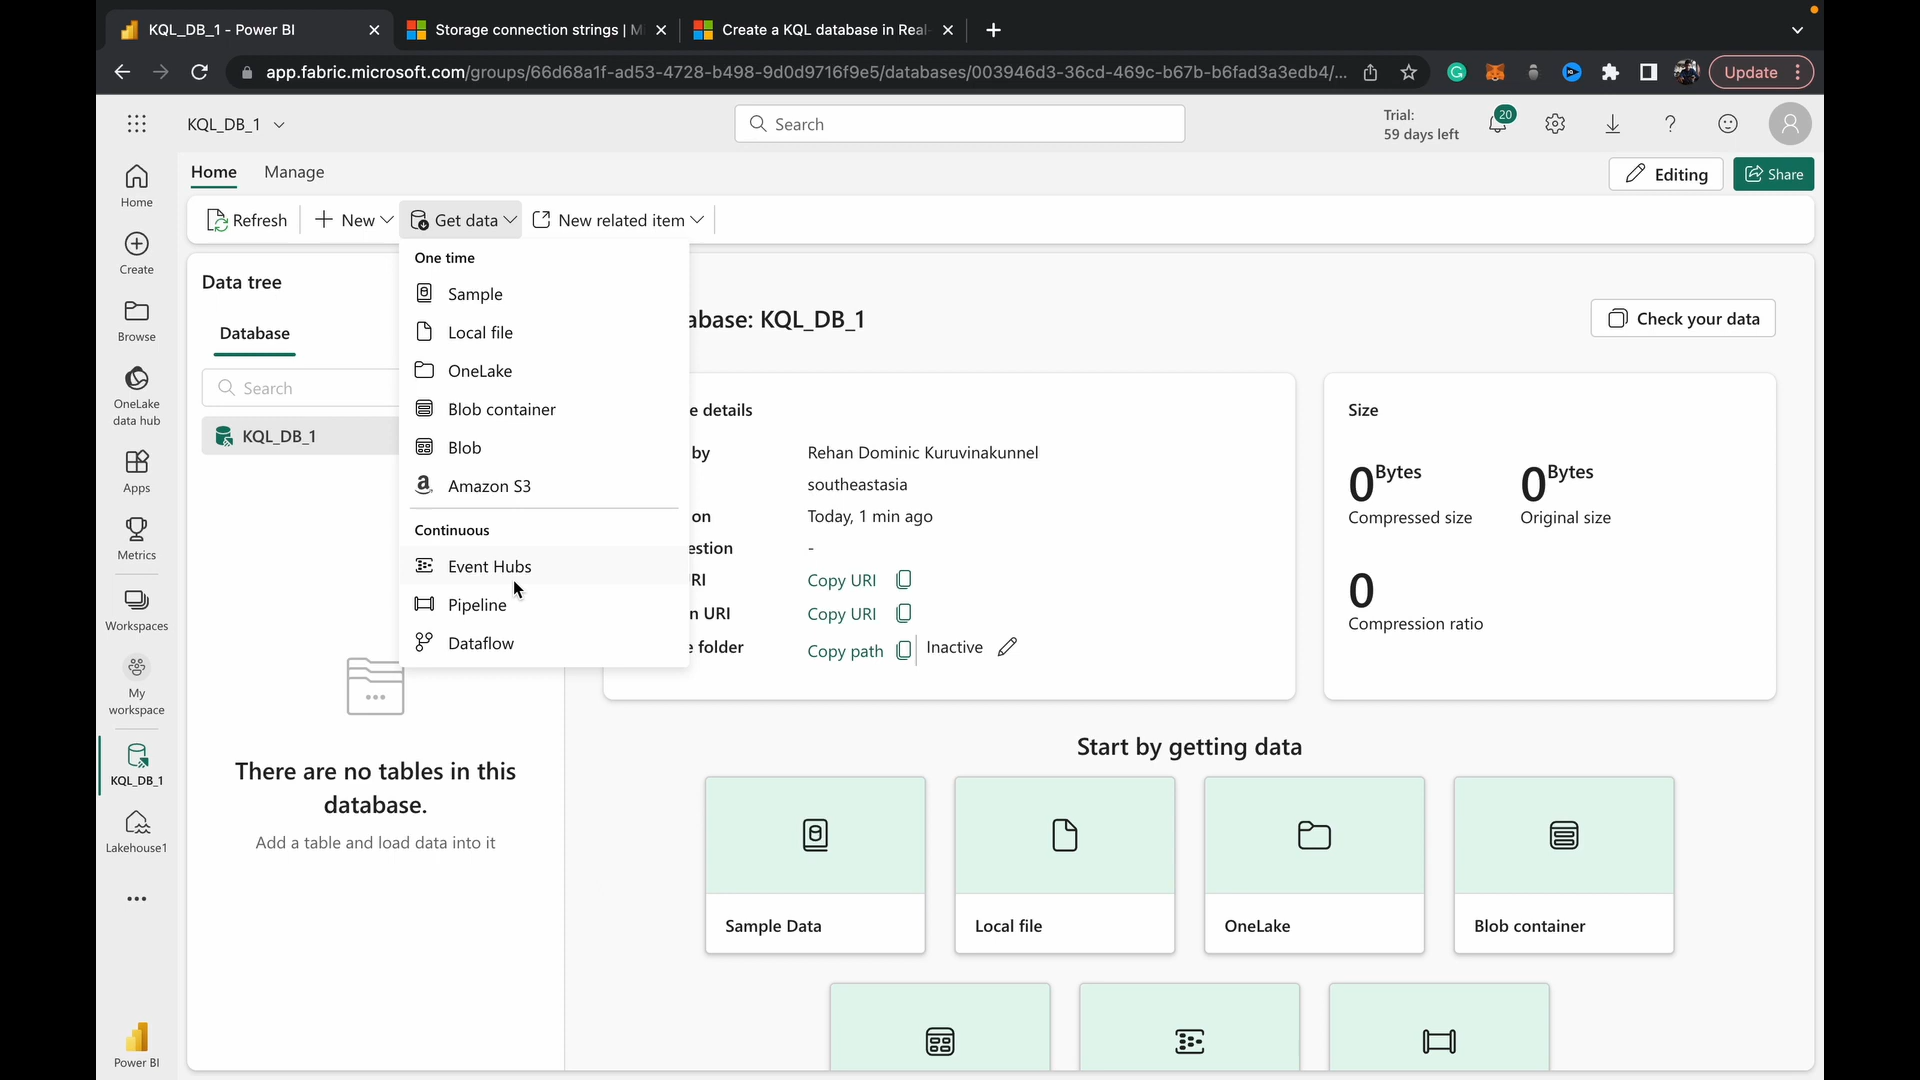 KQL_DB_1 - Power BI
Storage connection strings | M
Create a KQL database in Real-
app.fabric.microsoft.com/groups/66d68a1f-ad53-4728-b498-9d0d9716f9e5/databases/003946d3-36cd-469c-b67b-b6fad3a3edb4/...
Update
KQL_DB_1
Search
Trial:
59 days left
20
Home
Manage
Editing
Share
Refresh
New
Get data
New related item
Home
Create
Browse
OneLake
data hub
Apps
Metrics
Workspaces
My
workspace
KQL_DB_1
Lakehouse1
Power BI
Data tree
Database
Search
KQL_DB_1
There are no tables in this
database.
Add a table and load data into it
One time
Sample
Local file
OneLake
Blob container
Blob
Amazon S3
Continuous
Event Hubs
Pipeline
Dataflow
abase: KQL_DB_1
Check your data
e details
by Rehan Dominic Kuruvinakunnel
southeastasia
on Today, 1 min ago
estion -
RI Copy URI
n URI Copy URI
e folder Copy path Inactive
Size
0 Bytes
Compressed size
0 Bytes
Original size
0
Compression ratio
Start by getting data
Sample Data
Local file
OneLake
Blob container